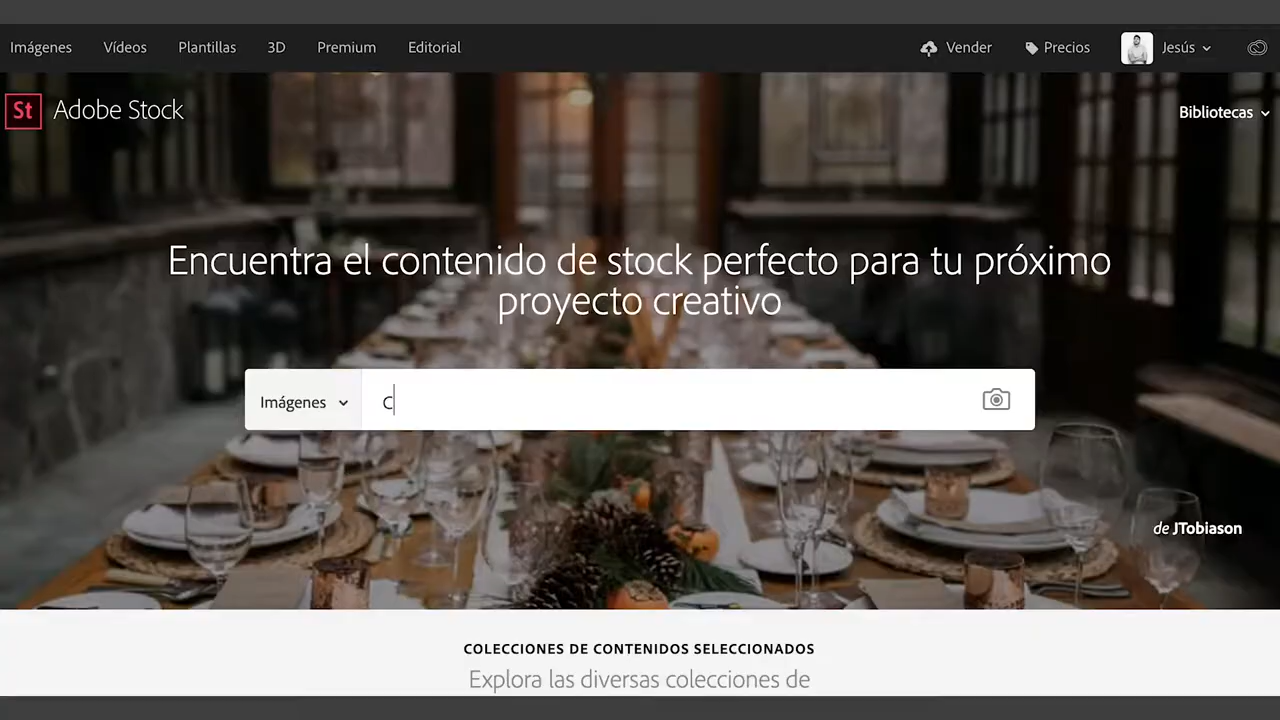 Imágenes Vídeos Plantillas 3D Premium Editorial Vender Precios Jesús
St Adobe Stock
Bibliotecas
Encuentra el contenido de stock perfecto para tu próximo
proyecto creativo
Imágenes C
de JTobiason
COLECCIONES DE CONTENIDOS SELECCIONADOS
Explora las diversas colecciones de